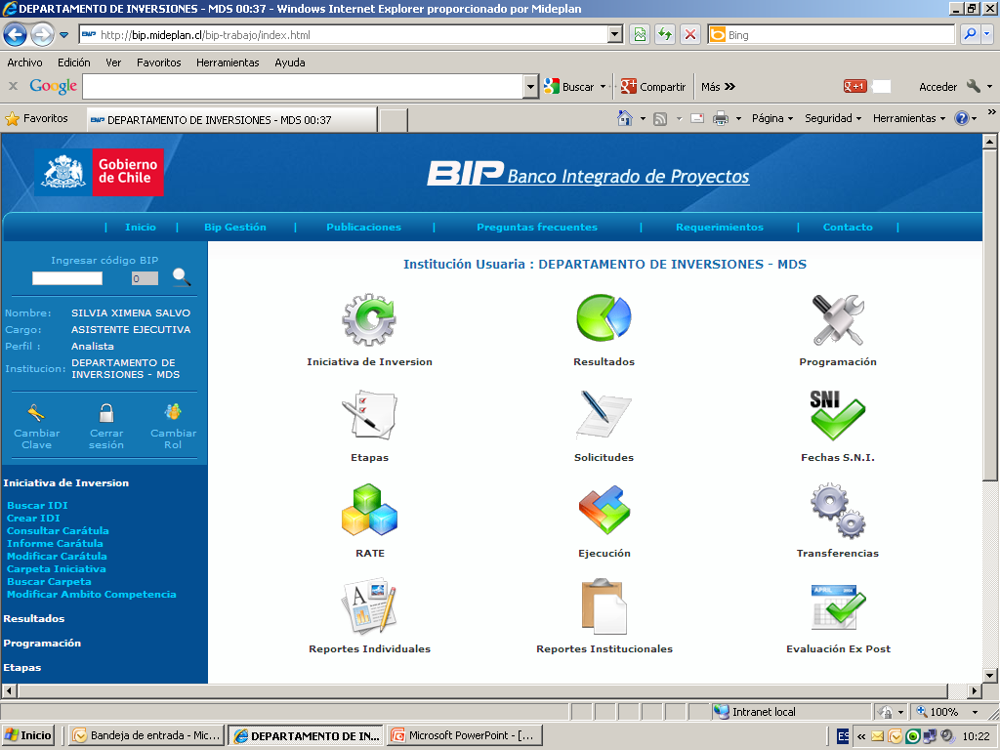 DEPARTAMENTO DE INVERSIONES - MDS 00:37 - Windows Internet Explorer proporcionado por Mideplan
http://bip.mideplan.cl/bip-trabajo/index.html
Bing
Archivo Edición Ver Favoritos Herramientas Ayuda
x Google Buscar Compartir Más +1 Acceder
Favoritos BIP DEPARTAMENTO DE INVERSIONES - MDS 00:37 Página Seguridad Herramientas
Gobierno
de Chile
BIP Banco Integrado de Proyectos
| Inicio | Bip Gestión | Publicaciones | Preguntas frecuentes | Requerimientos | Contacto |
Ingresar código BIP
0
Nombre: SILVIA XIMENA SALVO
Cargo: ASISTENTE EJECUTIVA
Perfil : Analista
Institucion: DEPARTAMENTO DE
INVERSIONES - MDS
Cambiar
Clave
Cerrar
sesión
Cambiar
Rol
Iniciativa de Inversion
Buscar IDI
Crear IDI
Consultar Carátula
Informe Carátula
Modificar Carátula
Carpeta Iniciativa
Buscar Carpeta
Modificar Ambito Competencia
Resultados
Programación
Etapas
Institución Usuaria : DEPARTAMENTO DE INVERSIONES - MDS
Iniciativa de Inversion
Resultados
Programación
Etapas
Solicitudes
SNI
Fechas S.N.I.
RATE
Ejecución
Transferencias
A
Reportes Individuales
Reportes Institucionales
APRIL
Evaluación Ex Post
Intranet local 100%
Inicio Bandeja de entrada - Mic... DEPARTAMENTO DE IN... Microsoft PowerPoint - [... ES 10:22